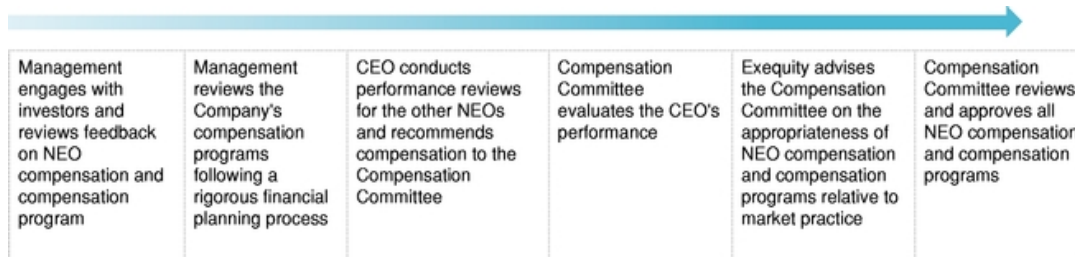 Management
engages with
investors and
reviews feedback
on NEO
compensation and
compensation
program
Management
reviews the
Company's
compensation
programs
following a
rigorous financial
planning process
CEO conducts
performance reviews
for the other NEOs
and recommends
compensation to the
Compensation
Committee
Compensation
Committee
evaluates the CEO's
performance
Exequity advises
the Compensation
Committee on the
appropriateness of
NEO compensation
and compensation
programs relative to
market practice
Compensation
Committee reviews
and approves all
NEO compensation
and compensation
programs